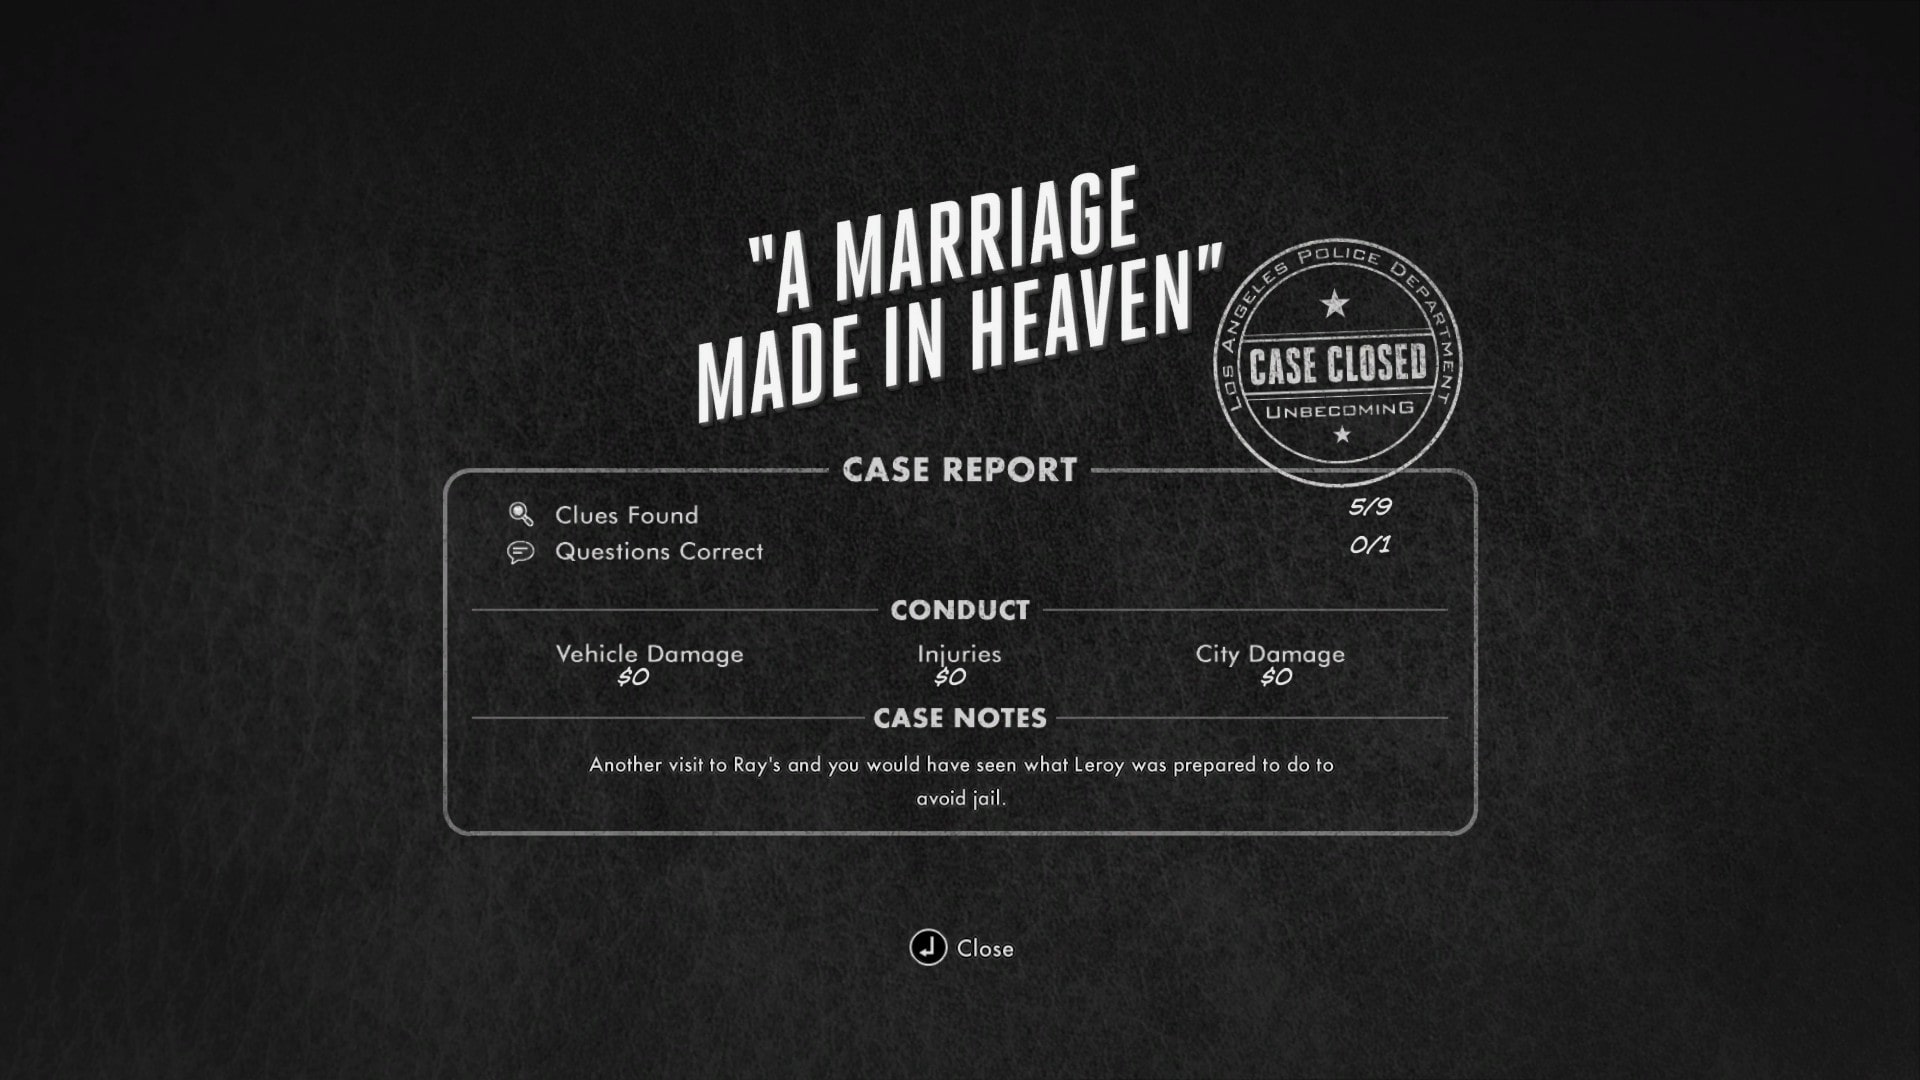 "A MARRIAGE
MADE IN HEAVEN"
LOS ANGELES POLICE DEPARTMENT
CASE CLOSED
UNBECOMING
CASE REPORT
Clues Found 5/9
Questions Correct 0/1
CONDUCT
Vehicle Damage Injuries City Damage
$0 $0 $0
CASE NOTES
Another visit to Ray's and you would have seen what Leroy was prepared to do to
avoid jail.
Close